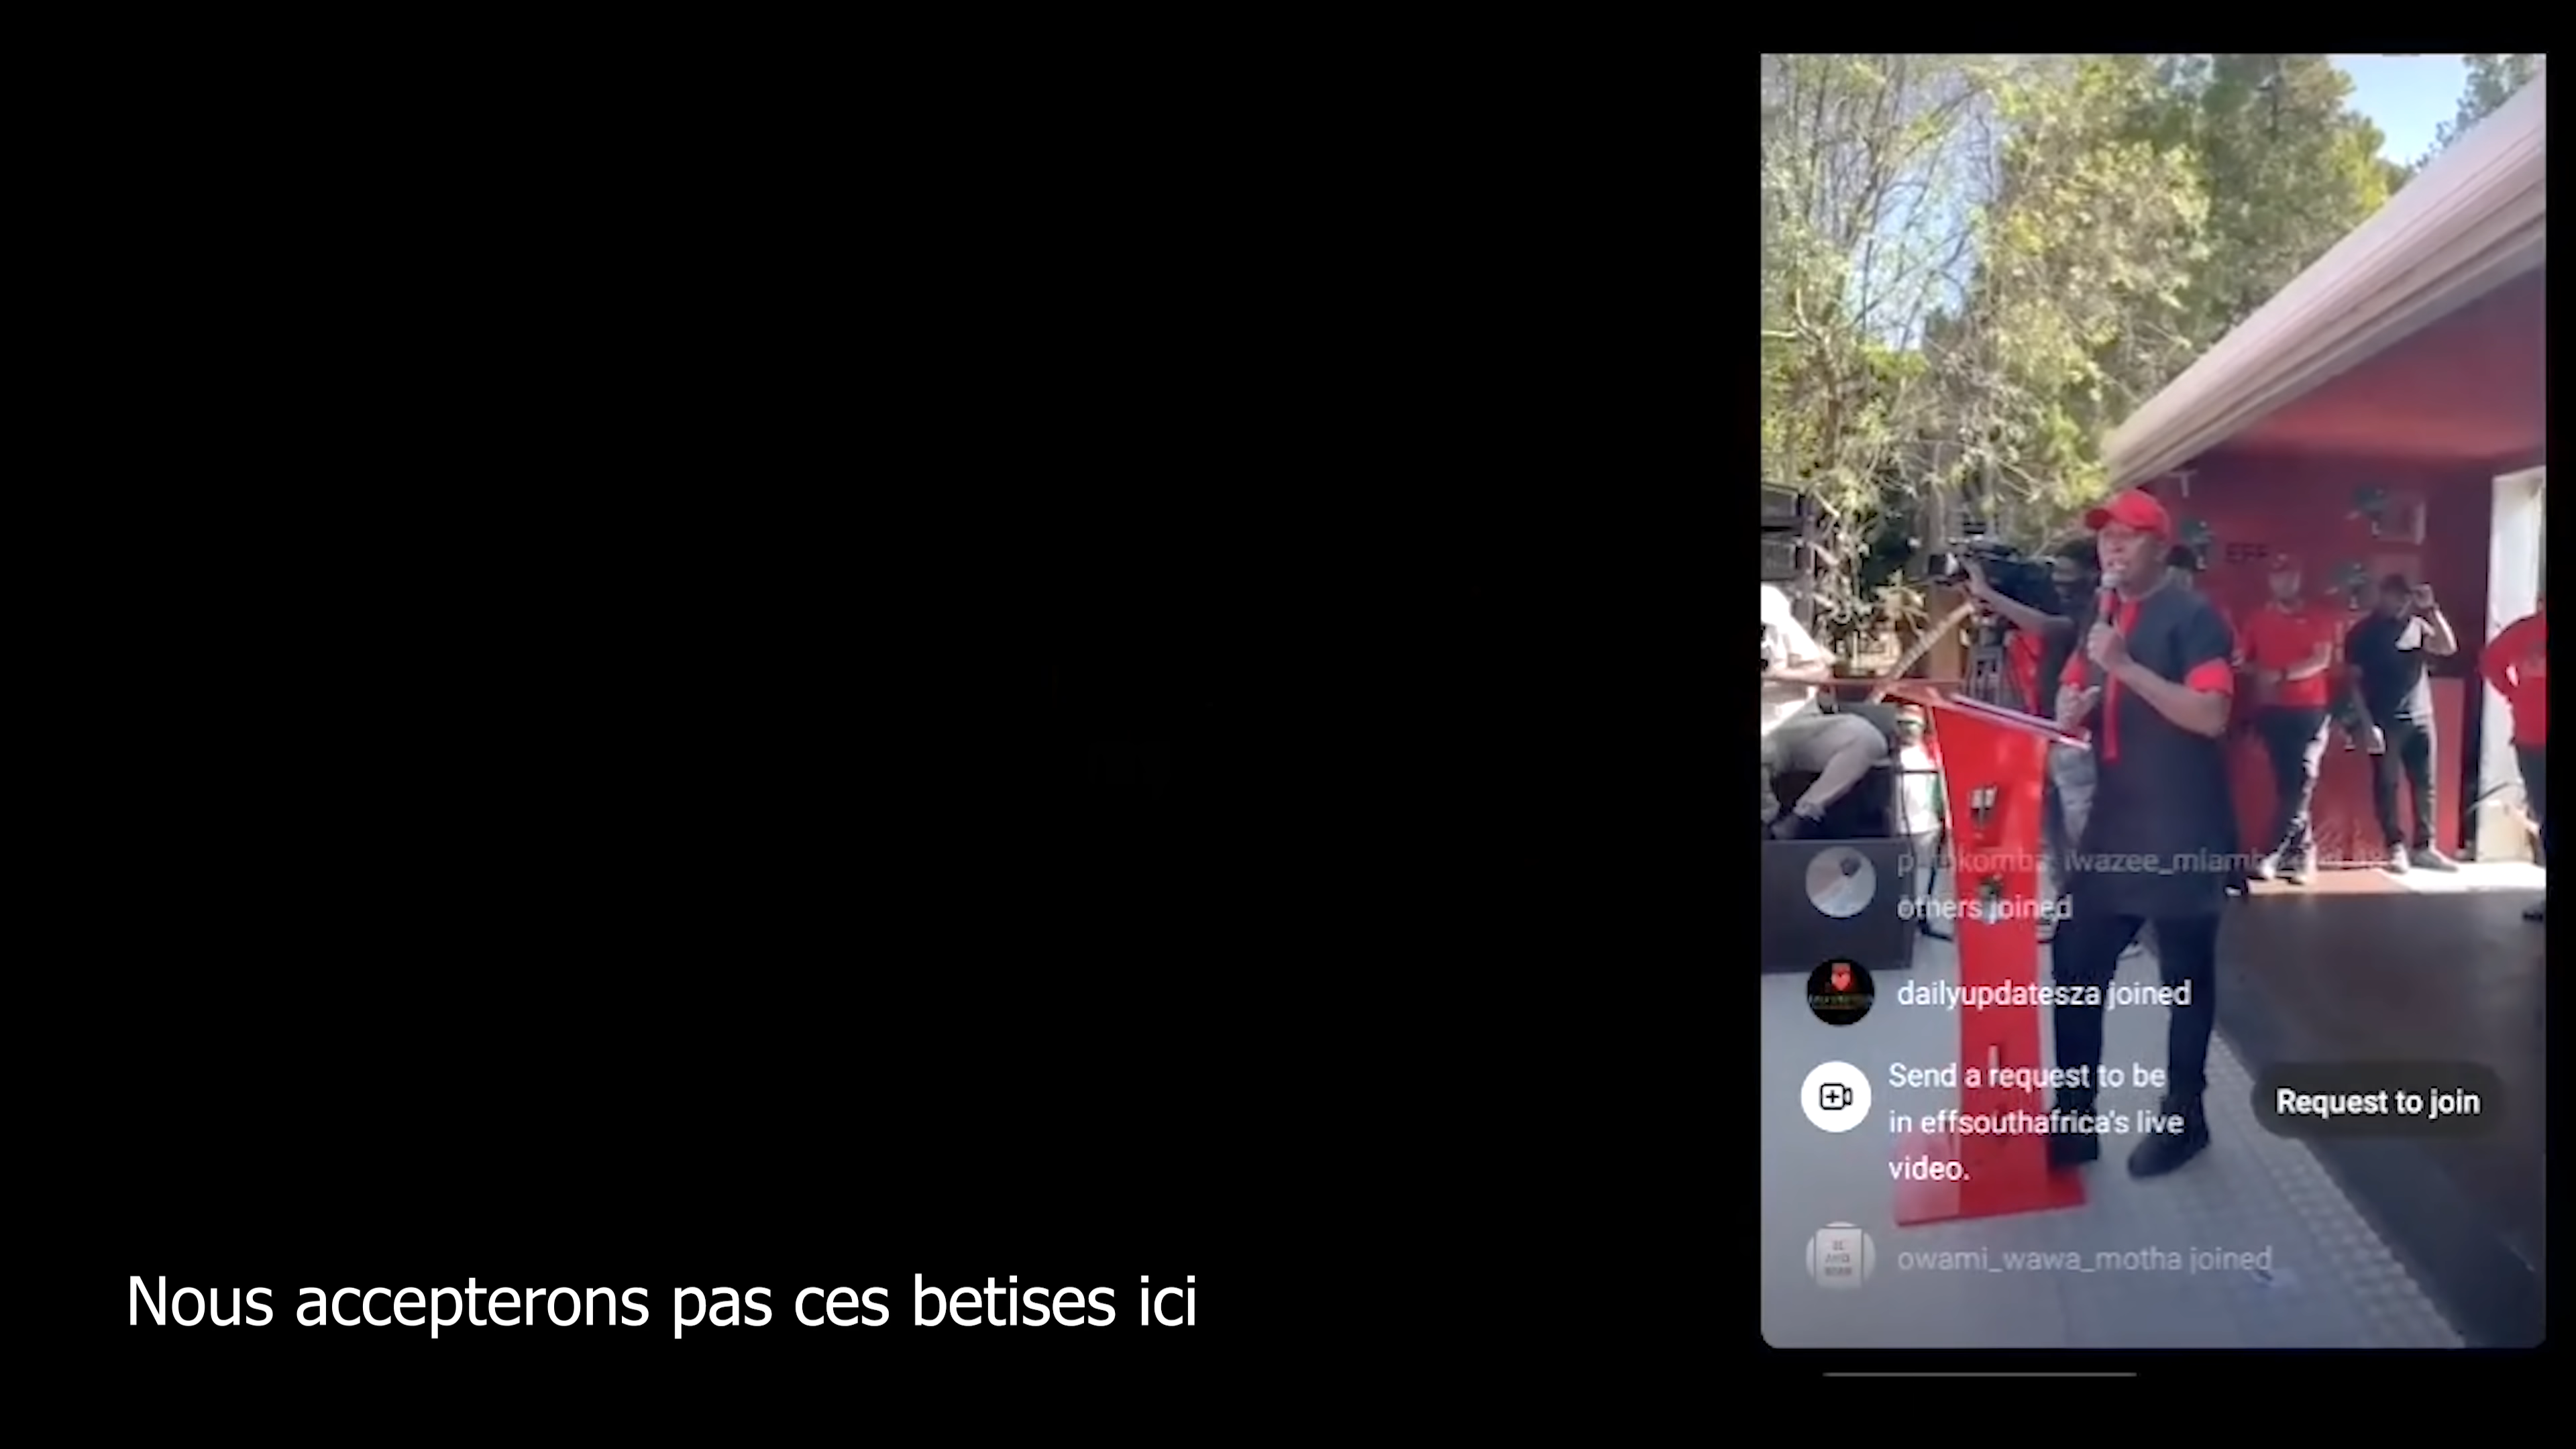 EFF
others joined
dailyupdatesza joined
Send a request to be
in effsouthafrica's live
video.
Request to join
owami_wawa_motha joined
Nous accepterons pas ces betises ici